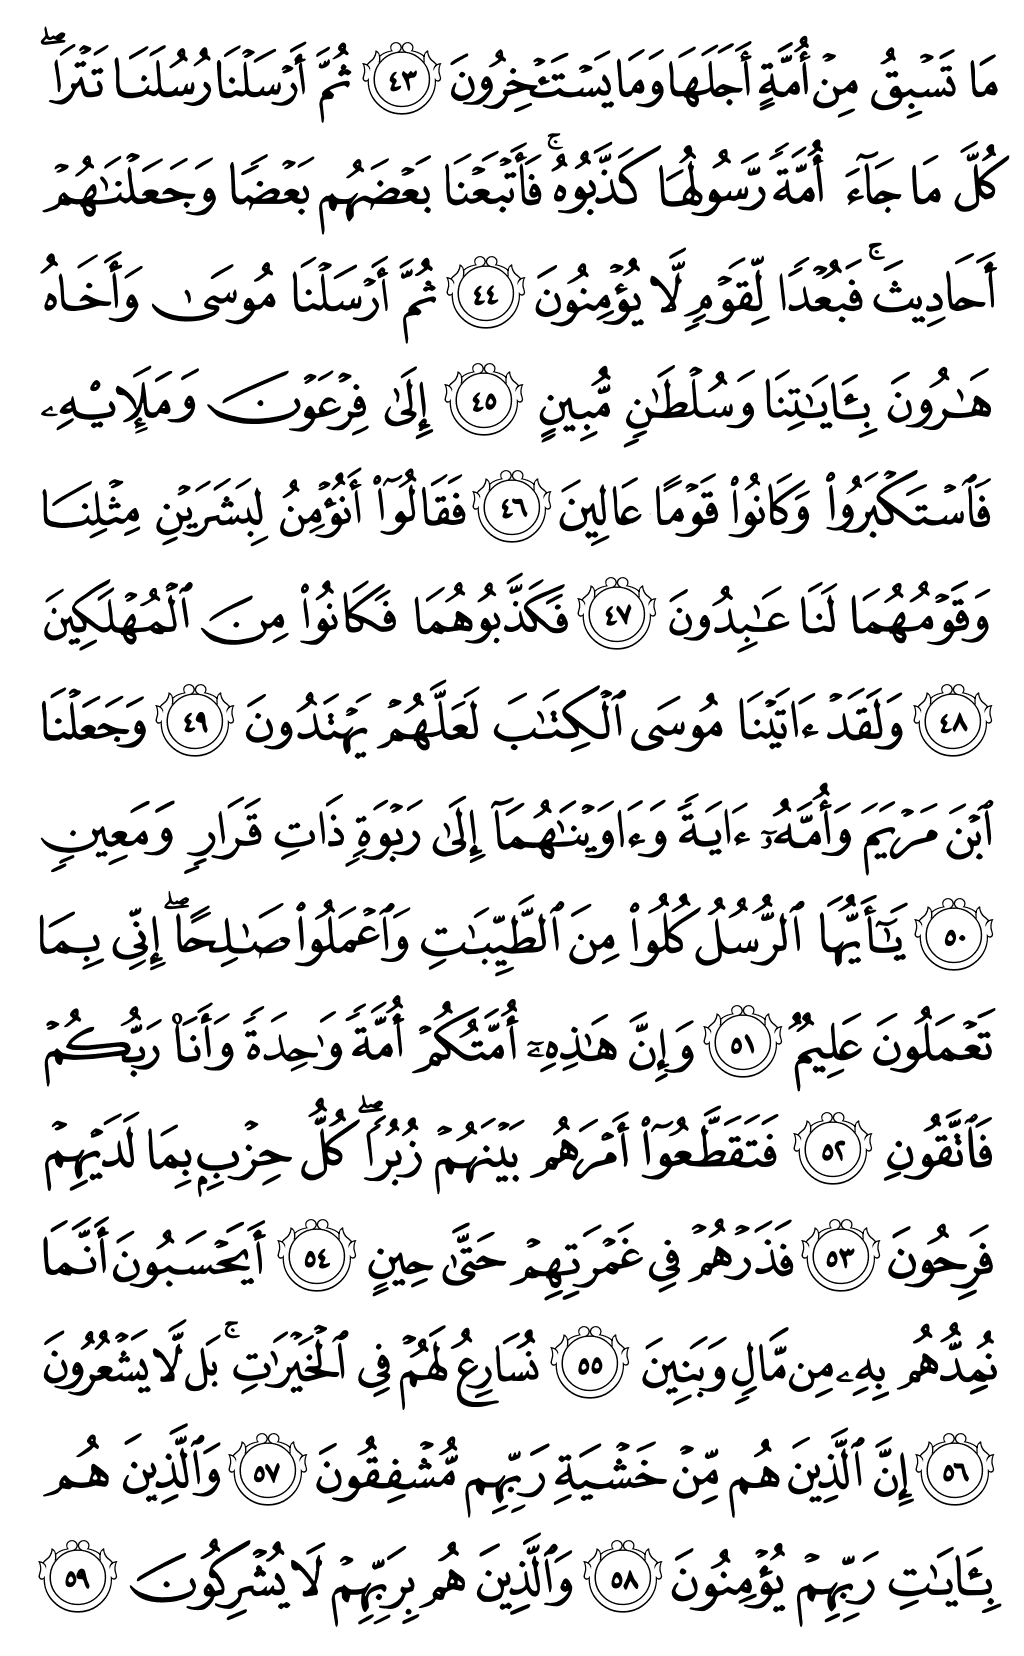 مَا تَسۡبِقُ مِنۡ أُمَّةٍ أَجَلَهَا وَمَا يَسۡتَـٔۡخِرُونَ ٤٣ ثُمَّ أَرۡسَلۡنَا رُسُلَنَا تَتۡرَاۖ
كُلَّ مَا جَآءَ أُمَّةٗ رَّسُولُهَا كَذَّبُوهُۚ فَأَتۡبَعۡنَا بَعۡضَهُم بَعۡضٗا وَجَعَلۡنَٰهُمۡ
أَحَادِيثَۚ فَبُعۡدٗا لِّقَوۡمٖ لَّا يُؤۡمِنُونَ ٤٤ ثُمَّ أَرۡسَلۡنَا مُوسَىٰ وَأَخَاهُ
هَٰرُونَ بِـَٔايَٰتِنَا وَسُلۡطَٰنٖ مُّبِينٍ ٤٥ إِلَىٰ فِرۡعَوۡنَ وَمَلَإِيْهِۦ
فَٱسۡتَكۡبَرُواْ وَكَانُواْ قَوۡمًا عَالِينَ ٤٦ فَقَالُوٓاْ أَنُؤۡمِنُ لِبَشَرَيۡنِ مِثۡلِنَا
وَقَوۡمُهُمَا لَنَا عَٰبِدُونَ ٤٧ فَكَذَّبُوهُمَا فَكَانُواْ مِنَ ٱلۡمُهۡلَكِينَ
٤٨ وَلَقَدۡ ءَاتَيۡنَا مُوسَى ٱلۡكِتَٰبَ لَعَلَّهُمۡ يَهۡتَدُونَ ٤٩ وَجَعَلۡنَا
ٱبۡنَ مَرۡيَمَ وَأُمَّهُۥٓ ءَايَةٗ وَءَاوَيۡنَٰهُمَآ إِلَىٰ رَبۡوَةٖ ذَاتِ قَرَارٖ وَمَعِينٖ
٥٠ يَٰٓأَيُّهَا ٱلرُّسُلُ كُلُواْ مِنَ ٱلطَّيِّبَٰتِ وَٱعۡمَلُواْ صَٰلِحًاۖ إِنِّي بِمَا
تَعۡمَلُونَ عَلِيمٞ ٥١ وَإِنَّ هَٰذِهِۦٓ أُمَّتُكُمۡ أُمَّةٗ وَٰحِدَةٗ وَأَنَا۠ رَبُّكُمۡ
فَٱتَّقُونِ ٥٢ فَتَقَطَّعُوٓاْ أَمۡرَهُم بَيۡنَهُمۡ زُبُرٗاۖ كُلُّ حِزۡبِۭ بِمَا لَدَيۡهِمۡ
فَرِحُونَ ٥٣ فَذَرۡهُمۡ فِي غَمۡرَتِهِمۡ حَتَّىٰ حِينٍ ٥٤ أَيَحۡسَبُونَ أَنَّمَا
نُمِدُّهُم بِهِۦ مِن مَّالٖ وَبَنِينَ ٥٥ نُسَارِعُ لَهُمۡ فِي ٱلۡخَيۡرَٰتِۚ بَل لَّا يَشۡعُرُونَ
٥٦ إِنَّ ٱلَّذِينَ هُم مِّنۡ خَشۡيَةِ رَبِّهِم مُّشۡفِقُونَ ٥٧ وَٱلَّذِينَ هُم
بِـَٔايَٰتِ رَبِّهِمۡ يُؤۡمِنُونَ ٥٨ وَٱلَّذِينَ هُم بِرَبِّهِمۡ لَا يُشۡرِكُونَ ٥٩